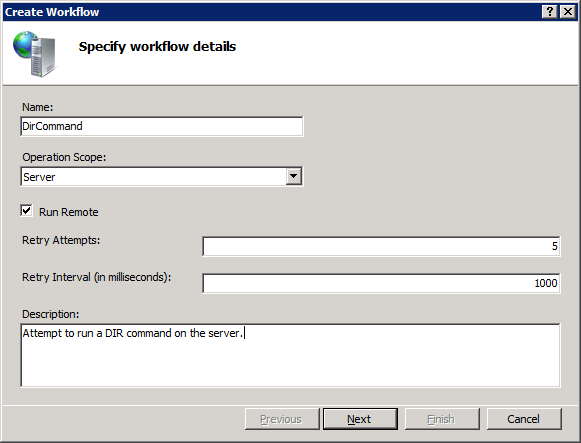 Create Workflow
Specify workflow details
Name:
DirCommand
Operation Scope:
Server
Run Remote
Retry Attempts: 5
Retry Interval (in milliseconds): 1000
Description:
Attempt to run a DIR command on the server.
Previous Next Finish Cancel